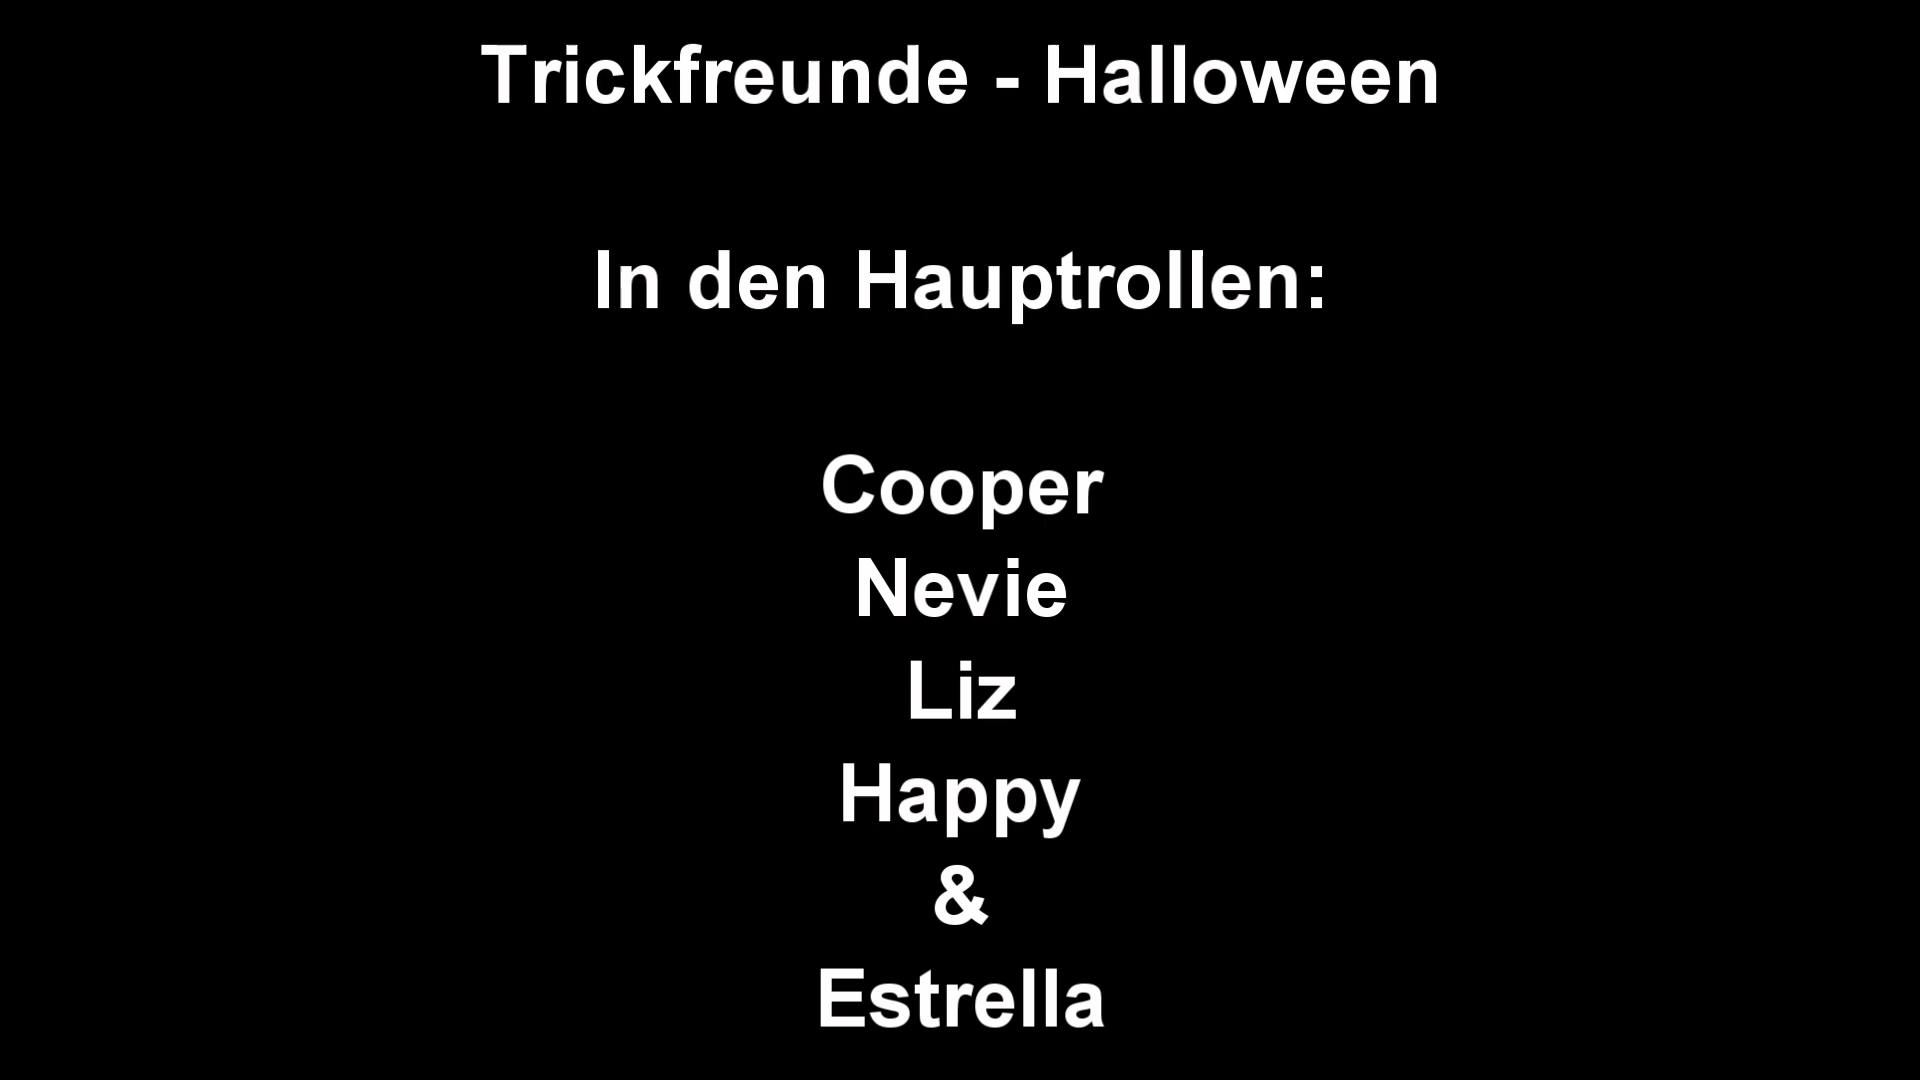 Trickfreunde - Halloween
In den Hauptrollen:
Cooper
Nevie
Liz
Happy
&
Estrella